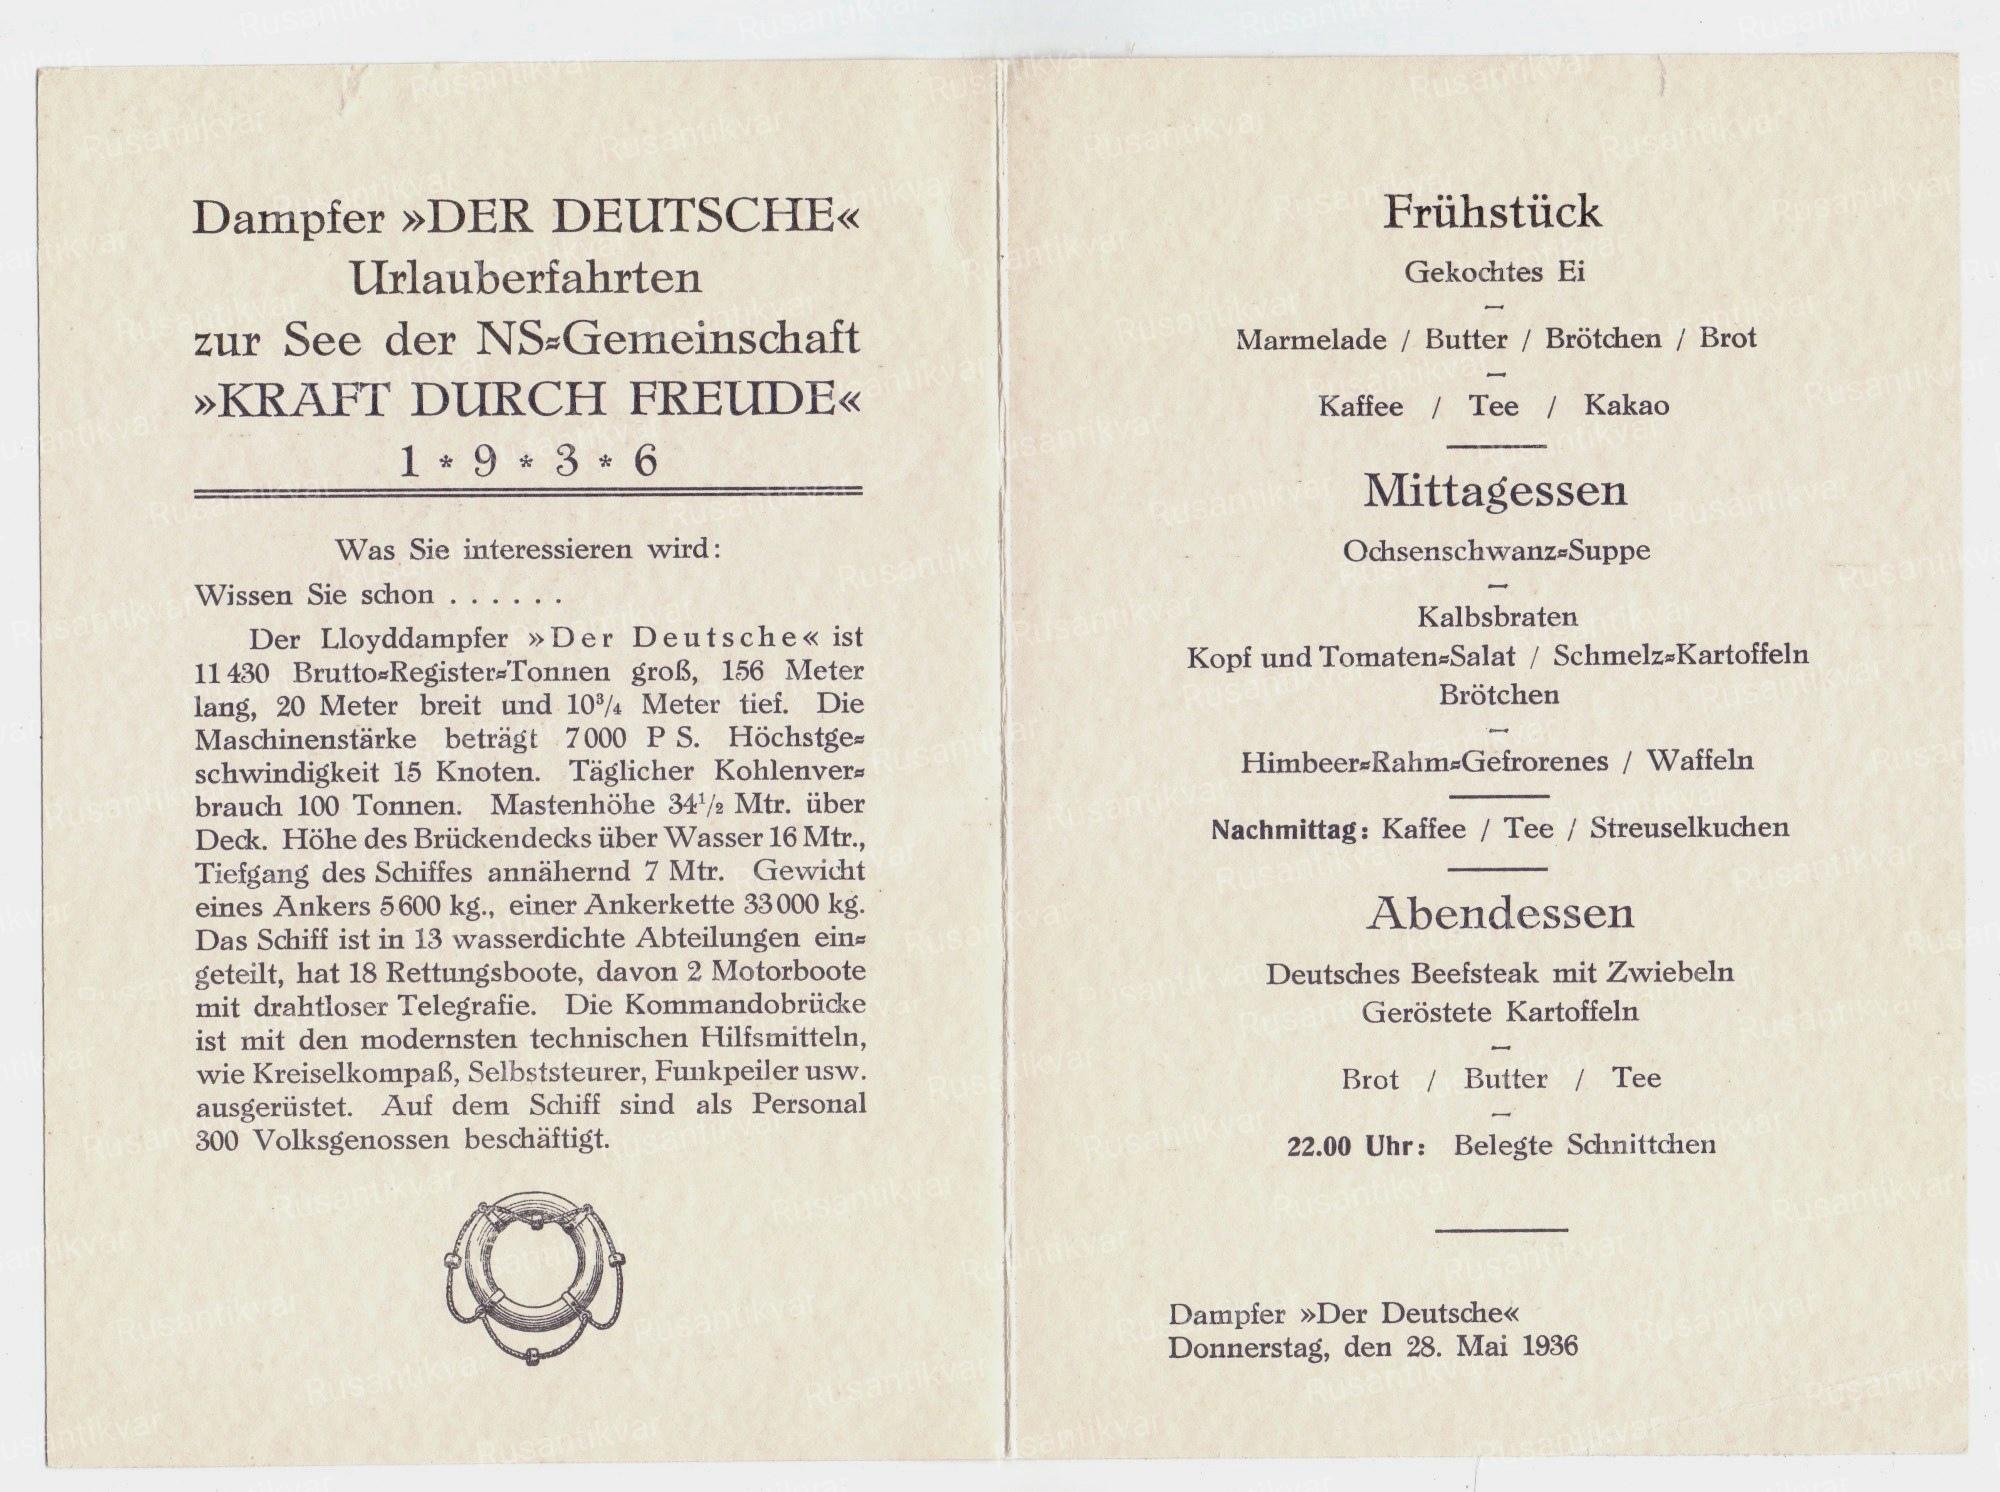 Dampfer »DER DEUTSCHE«
Urlauberfahrten
zur See der NS=Gemeinschaft
»KRAFT DURCH FREUDE«
1 * 9 * 3 * 6
Was Sie interessieren wird:
Wissen Sie schon . . . . . .
Der Lloyddampfer »Der Deutsche« ist
11 430 Brutto=Register=Tonnen groß, 156 Meter
lang, 20 Meter breit und 10³/₄ Meter tief. Die
Maschinenstärke beträgt 7000 P S. Höchstge=
schwindigkeit 15 Knoten. Täglicher Kohlenver=
brauch 100 Tonnen. Mastenhöhe 34¹/₂ Mtr. über
Deck. Höhe des Brückendecks über Wasser 16 Mtr.,
Tiefgang des Schiffes annähernd 7 Mtr. Gewicht
eines Ankers 5600 kg., einer Ankerkette 33000 kg.
Das Schiff ist in 13 wasserdichte Abteilungen ein=
geteilt, hat 18 Rettungsboote, davon 2 Motorboote
mit drahtloser Telegrafie. Die Kommandobrücke
ist mit den modernsten technischen Hilfsmitteln,
wie Kreiselkompaß, Selbststeurer, Funkpeiler usw.
ausgerüstet. Auf dem Schiff sind als Personal
300 Volksgenossen beschäftigt.
Frühstück
Gekochtes Ei
Marmelade / Butter / Brötchen / Brot
Kaffee / Tee / Kakao
Mittagessen
Ochsenschwanz=Suppe
Kalbsbraten
Kopf und Tomaten=Salat / Schmelz=Kartoffeln
Brötchen
Himbeer=Rahm=Gefrorenes / Waffeln
Nachmittag: Kaffee / Tee / Streuselkuchen
Abendessen
Deutsches Beefsteak mit Zwiebeln
Geröstete Kartoffeln
Brot / Butter / Tee
22.00 Uhr: Belegte Schnittchen
Dampfer »Der Deutsche«
Donnerstag, den 28. Mai 1936
Rusantikvar